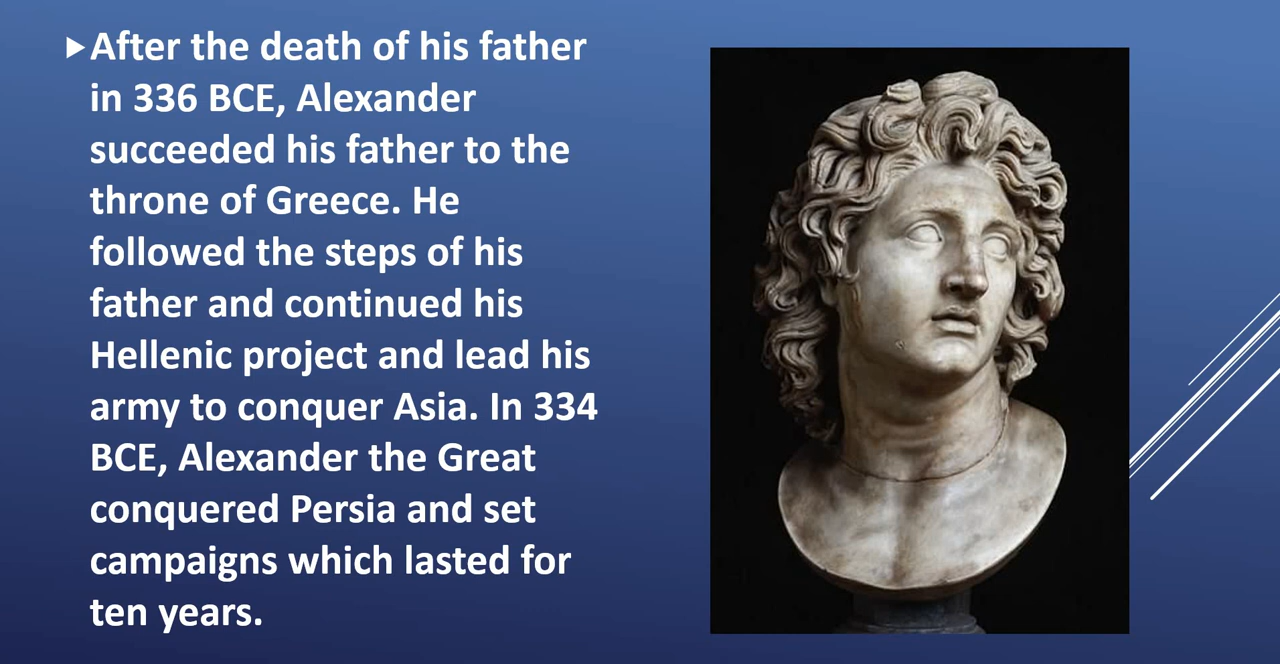 After the death of his father
in 336 BCE, Alexander
succeeded his father to the
throne of Greece. He
followed the steps of his
father and continued his
Hellenic project and lead his
army to conquer Asia. In 334
BCE, Alexander the Great
conquered Persia and set
campaigns which lasted for
ten years.